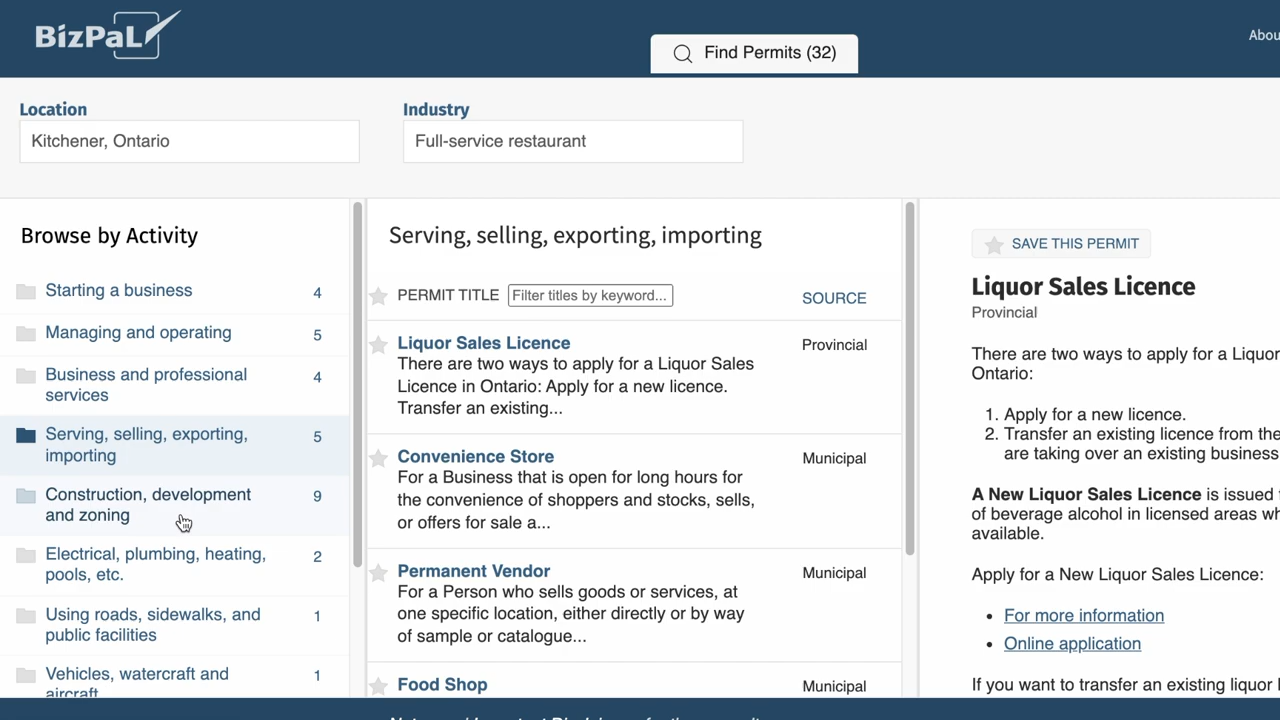 BizPaL
Find Permits (32)
Abou
Location
Industry
Kitchener, Ontario
Full-service restaurant
Browse by Activity
Starting a business 4
Managing and operating 5
Business and professional
services
4
Serving, selling, exporting,
importing
5
Construction, development
and zoning
9
Electrical, plumbing, heating,
pools, etc.
2
Using roads, sidewalks, and
public facilities
1
Vehicles, watercraft and
aircraft
1
Serving, selling, exporting, importing
PERMIT TITLE Filter titles by keyword... SOURCE
Liquor Sales Licence Provincial
There are two ways to apply for a Liquor Sales
Licence in Ontario: Apply for a new licence.
Transfer an existing...
Convenience Store Municipal
For a Business that is open for long hours for
the convenience of shoppers and stocks, sells,
or offers for sale a...
Permanent Vendor Municipal
For a Person who sells goods or services, at
one specific location, either directly or by way
of sample or catalogue...
Food Shop Municipal
SAVE THIS PERMIT
Liquor Sales Licence
Provincial
There are two ways to apply for a Liquor
Ontario:
1. Apply for a new licence.
2. Transfer an existing licence from the
are taking over an existing business
A New Liquor Sales Licence is issued
of beverage alcohol in licensed areas wh
available.
Apply for a New Liquor Sales Licence:
• For more information
• Online application
If you want to transfer an existing liquor